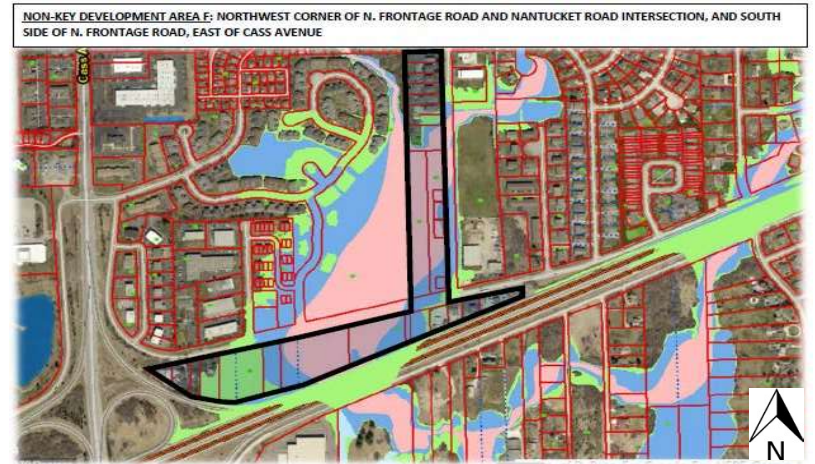 NON-KEY DEVELOPMENT AREA F: NORTHWEST CORNER OF N. FRONTAGE ROAD AND NANTUCKET ROAD INTERSECTION, AND SOUTH
SIDE OF N. FRONTAGE ROAD, EAST OF CASS AVENUE
Cass A
N